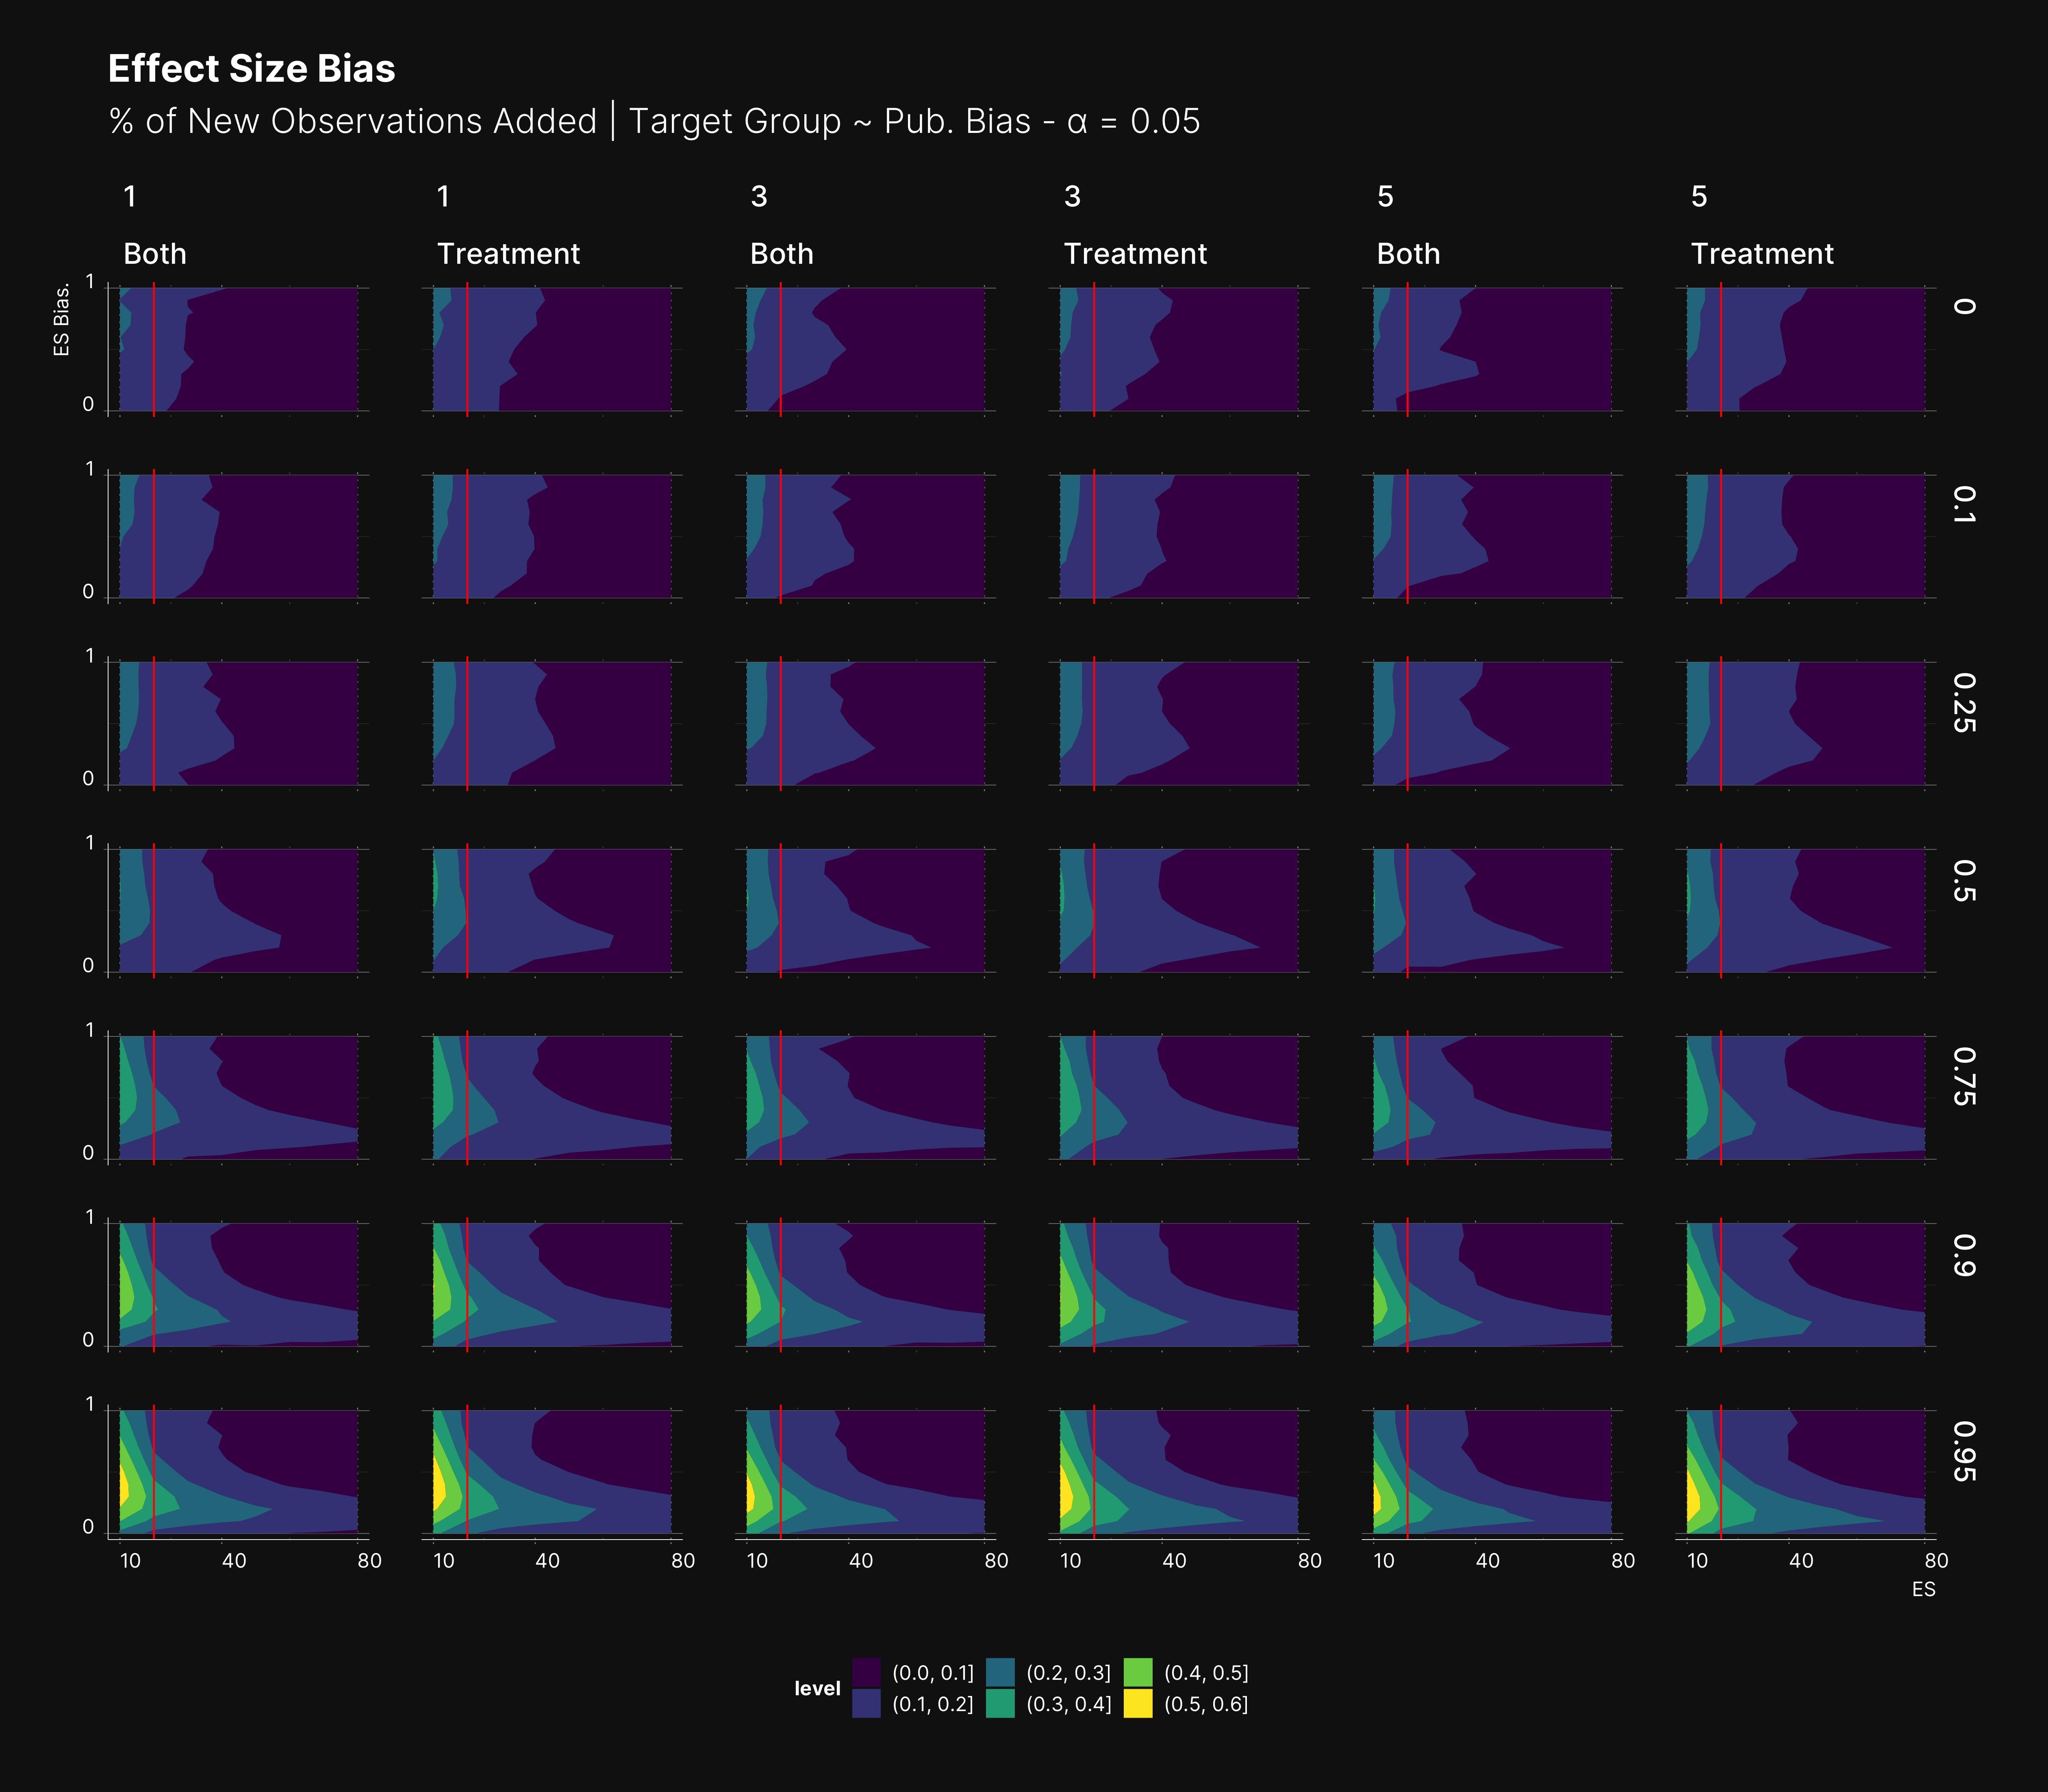 Effect Size Bias
% of New Observations Added | Target Group ~ Pub. Bias - α = 0.05
1 1 3 3 5 5
Both Treatment Both Treatment Both Treatment
ES Bias.
1
0
0
1
0
0.1
1
0
0.25
1
0
0.5
1
0
0.75
1
0
0.9
1
0
0.95
10 40 80 10 40 80 10 40 80 10 40 80 10 40 80 10 40 80
ES
level
(0.0, 0.1] (0.2, 0.3] (0.4, 0.5]
(0.1, 0.2] (0.3, 0.4] (0.5, 0.6]